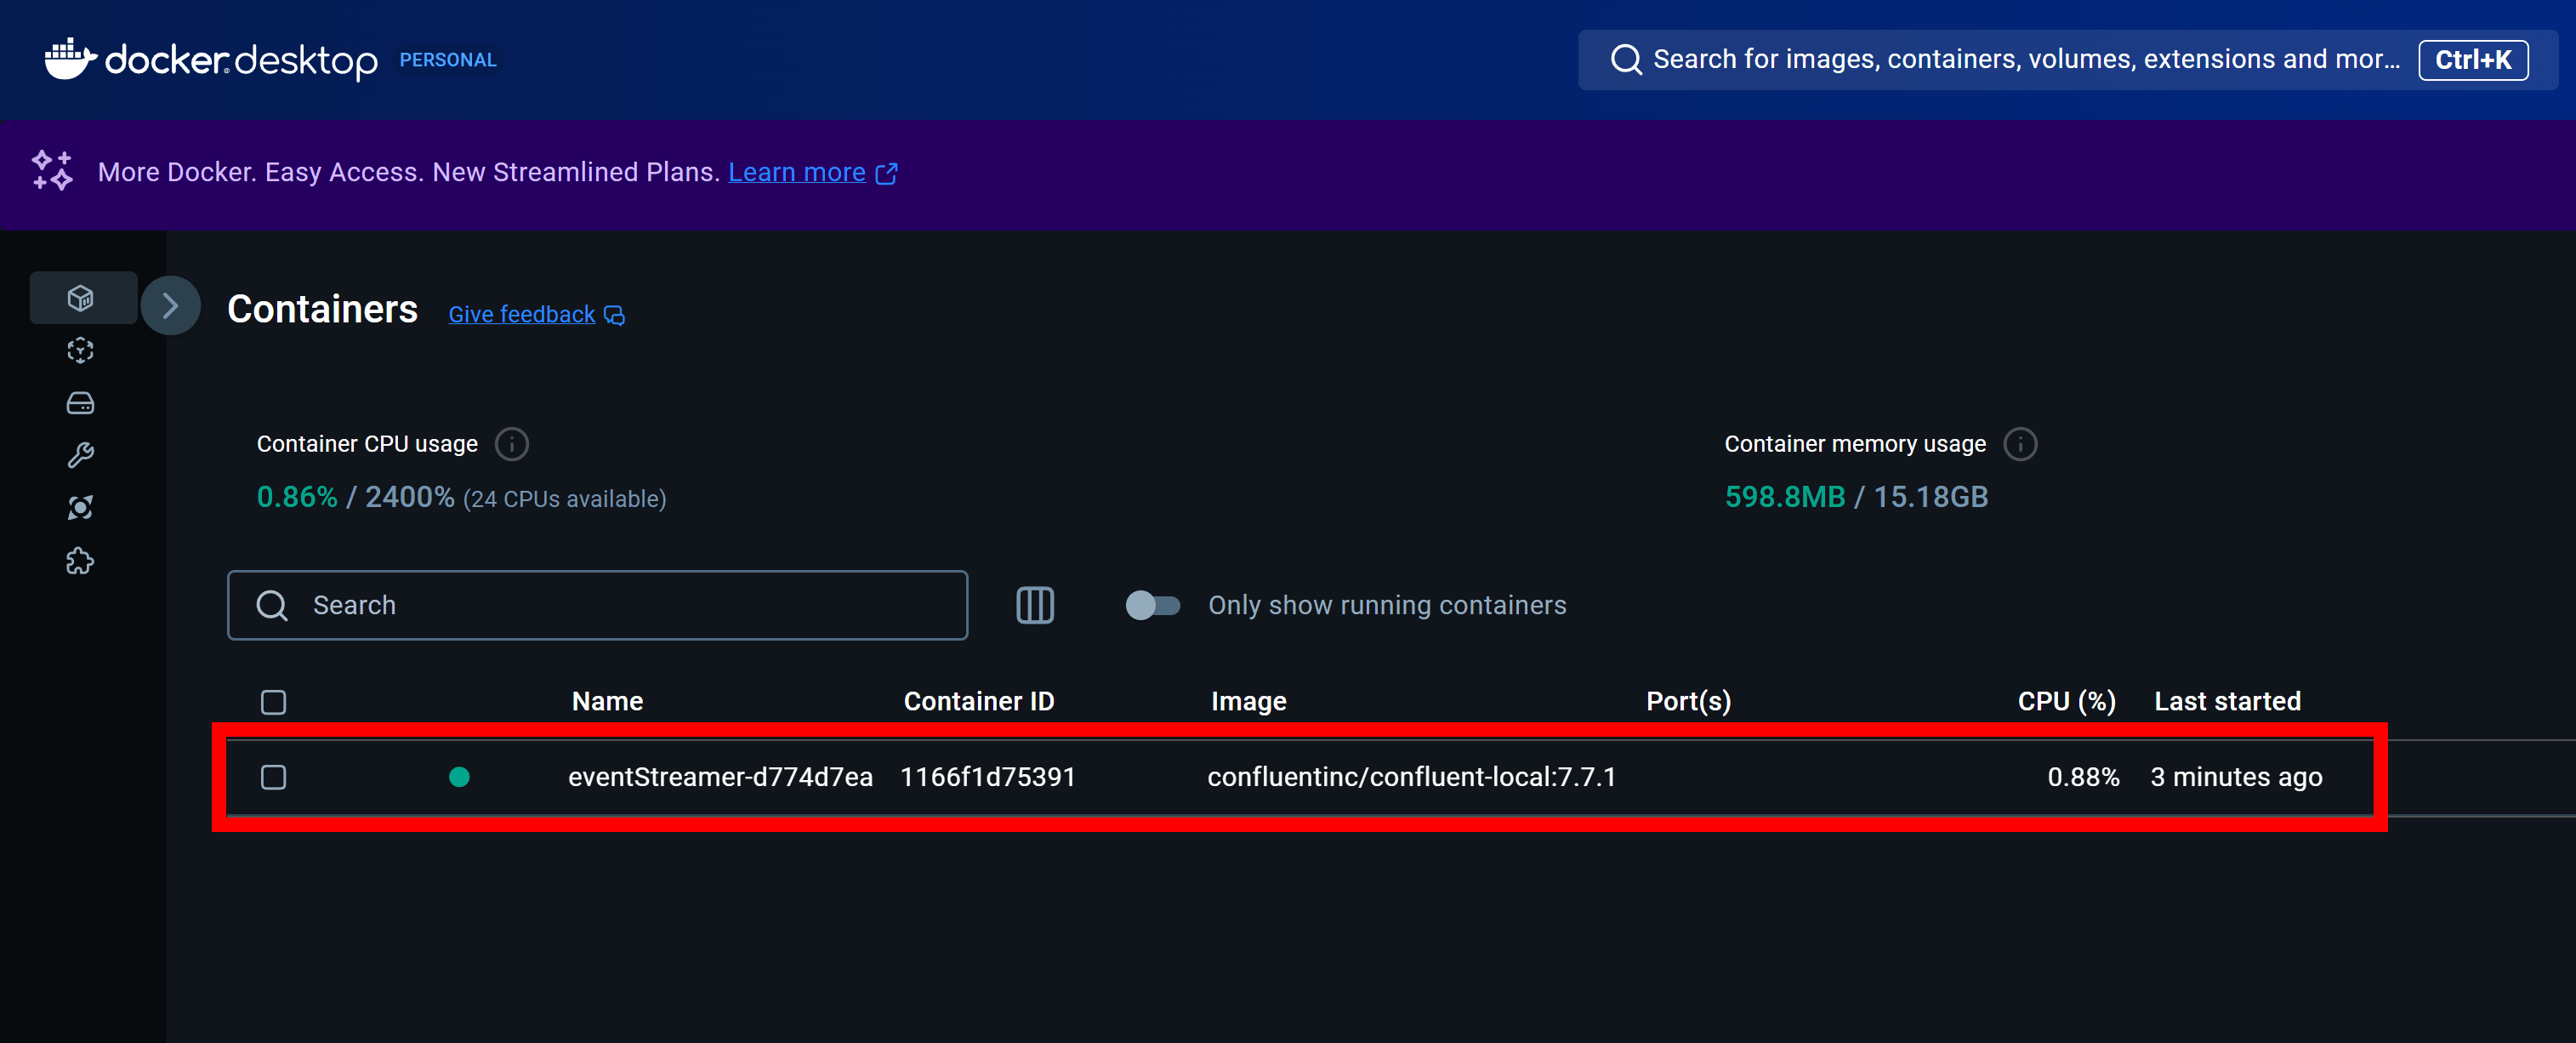 docker desktop PERSONAL
Search for images, containers, volumes, extensions and mor... Ctrl+K
More Docker. Easy Access. New Streamlined Plans. Learn more
Containers Give feedback
Container CPU usage
Container memory usage
0.86% / 2400% (24 CPUs available)
598.8MB / 15.18GB
Search
Only show running containers
Name Container ID Image Port(s) CPU (%) Last started
eventStreamer-d774d7ea 1166f1d75391 confluentinc/confluent-local:7.7.1 0.88% 3 minutes ago